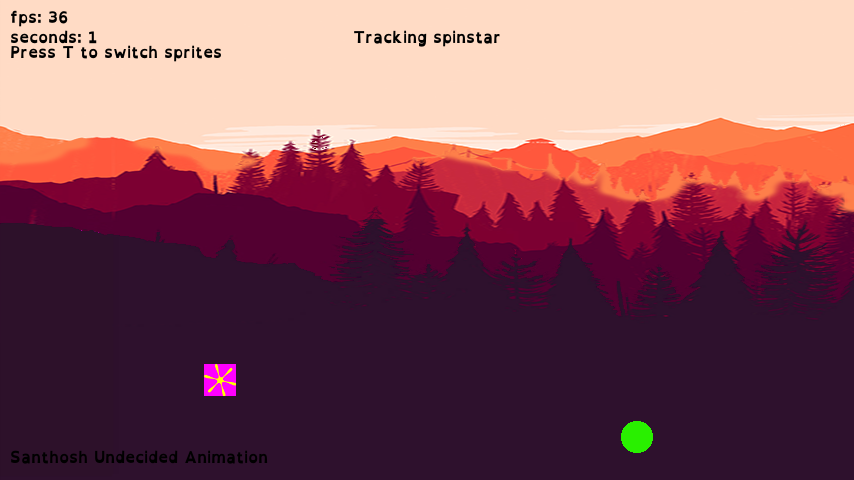 fps: 36
seconds: 1
Press T to switch sprites
Tracking spinstar
Santhosh Undecided Animation